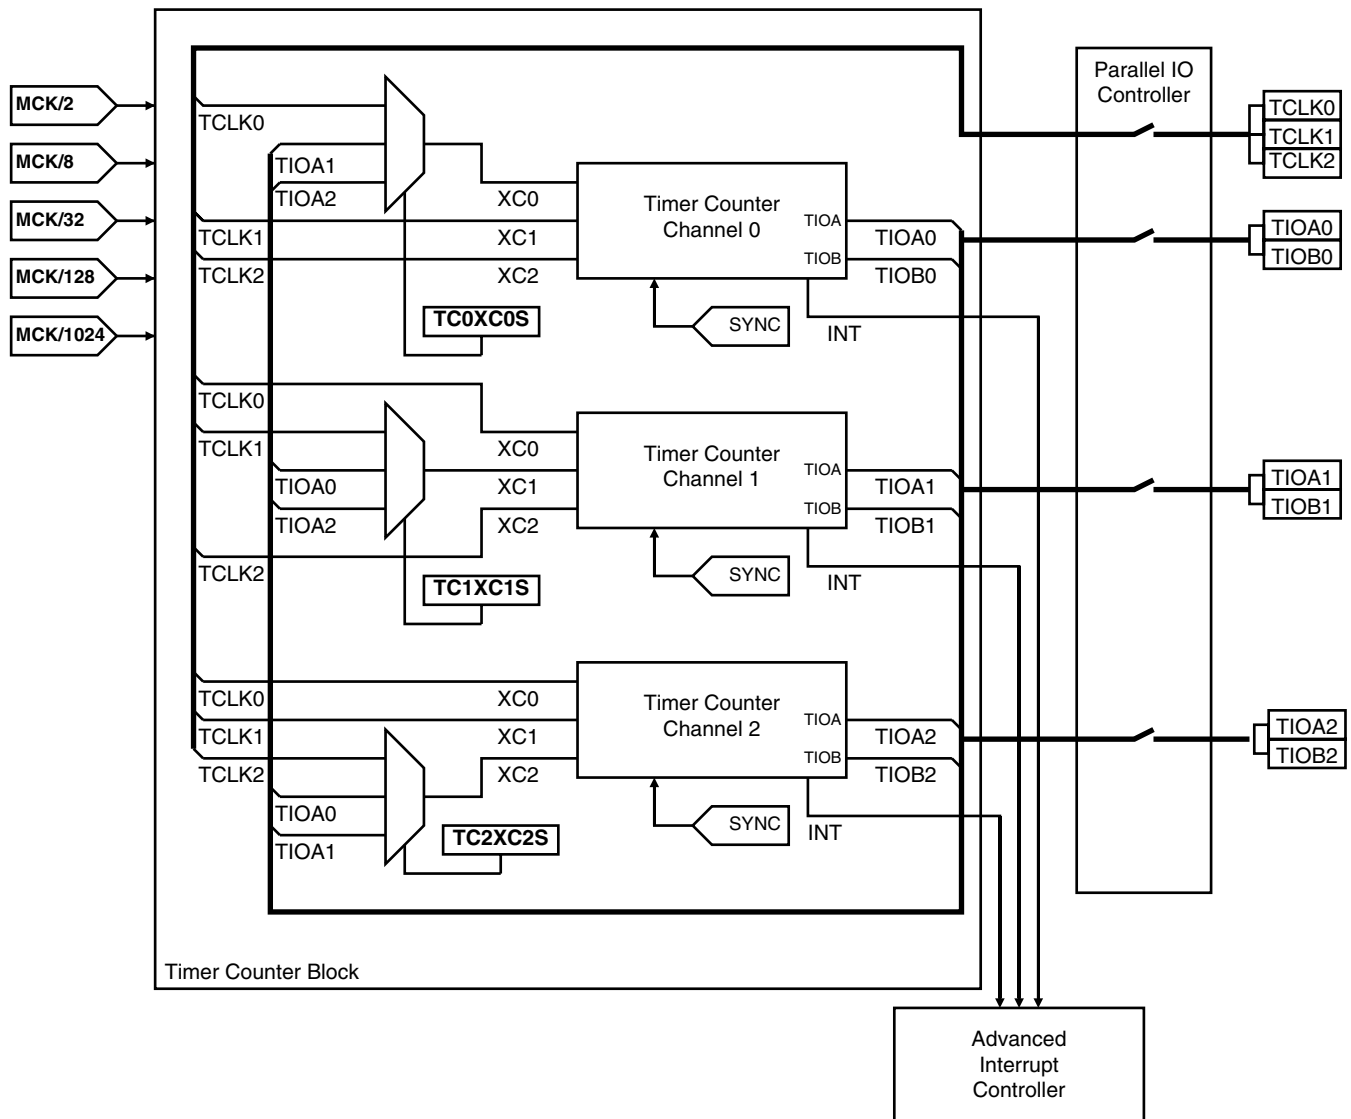 MCK/2
MCK/8
MCK/32
MCK/128
MCK/1024
TCLK0
TIOA1
TIOA2
TCLK1
TCLK2
XC0
XC1
XC2
Timer Counter
Channel 0
TIOA
TIOB
TIOA0
TIOB0
TC0XC0S
SYNC
INT
TCLK0
TCLK1
TIOA0
TIOA2
TCLK2
XC0
XC1
XC2
Timer Counter
Channel 1
TIOA
TIOB
TIOA1
TIOB1
TC1XC1S
SYNC
INT
TCLK0
TCLK1
TCLK2
TIOA0
TIOA1
XC0
XC1
XC2
Timer Counter
Channel 2
TIOA
TIOB
TIOA2
TIOB2
TC2XC2S
SYNC
INT
Timer Counter Block
Parallel IO
Controller
TCLK0
TCLK1
TCLK2
TIOA0
TIOB0
TIOA1
TIOB1
TIOA2
TIOB2
Advanced
Interrupt
Controller